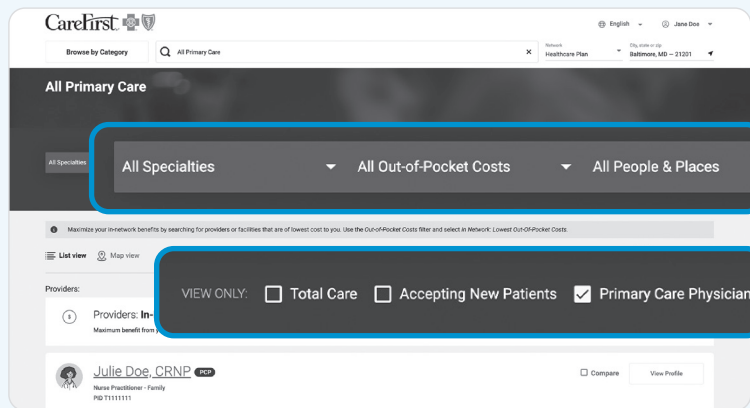 CareFirst
English
Jane Doe
Browse by Category
All Primary Care
Network
Healthcare Plan
City, state or zip
Baltimore, MD – 21201
All Primary Care
All Specialties
All Specialties
All Out-of-Pocket Costs
All People & Places
Maximize your in-network benefits by searching for providers or facilities that are of lowest cost to you. Use the Out-of-Pocket Costs filter and select In Network: Lowest Out-Of-Pocket Costs.
List view
Map view
VIEW ONLY:
Total Care
Accepting New Patients
Primary Care Physician
Providers:
$
Providers: In-
Maximum benefit from
Julie Doe, CRNP
PCP
Compare
View Profile
Nurse Practitioner - Family
PID T1111111